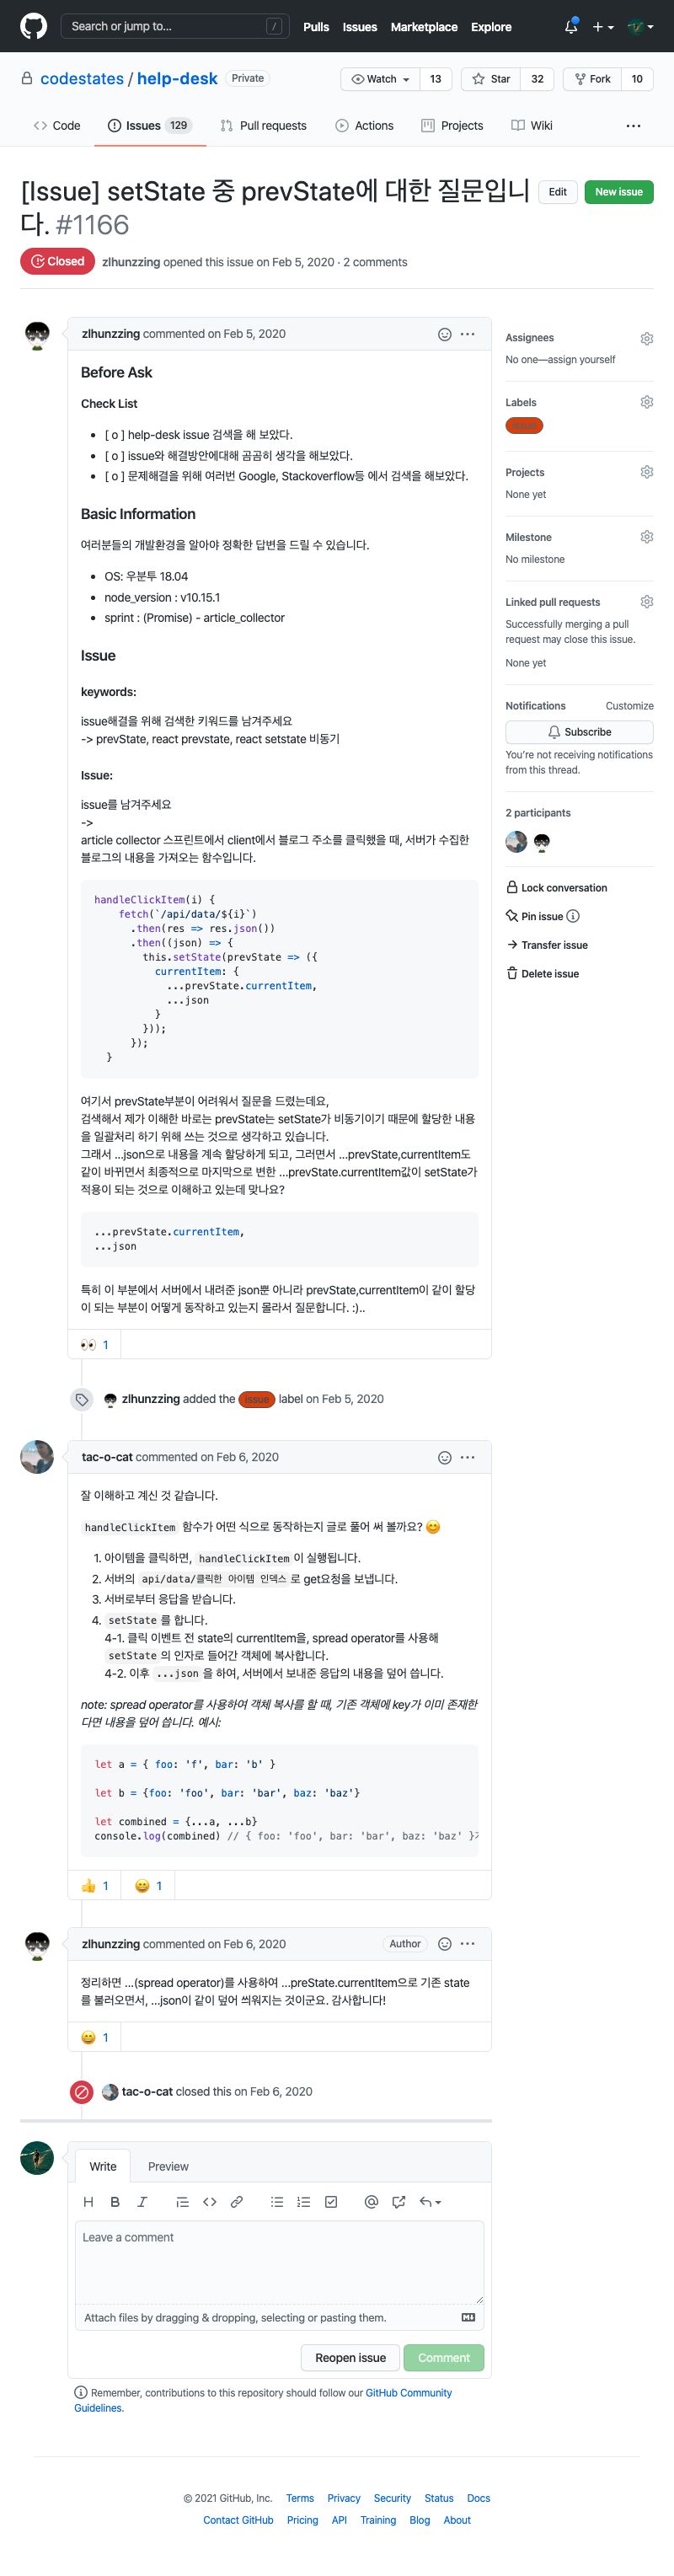 Search or jump to... /
Pulls Issues Marketplace Explore
codestates / help-desk Private
Watch 13 Star 32 Fork 10
Code Issues 129 Pull requests Actions Projects Wiki ...
[Issue] setState 중 prevState에 대한 질문입니
다. #1166
Edit New issue
Closed zlhunzzing opened this issue on Feb 5, 2020 · 2 comments
zlhunzzing commented on Feb 5, 2020
Before Ask
Check List
• [ o ] help-desk issue 검색을 해 보았다.
• [ o ] issue와 해결방안에대해 곰곰히 생각을 해보았다.
• [ o ] 문제해결을 위해 여러번 Google, Stackoverflow등 에서 검색을 해보았다.
Basic Information
여러분들의 개발환경을 알아야 정확한 답변을 드릴 수 있습니다.
• OS: 우분투 18.04
• node_version : v10.15.1
• sprint : (Promise) - article_collector
Issue
keywords:
issue해결을 위해 검색한 키워드를 남겨주세요
-> prevState, react prevstate, react setstate 비동기
Issue:
issue를 남겨주세요
->
article collector 스프린트에서 client에서 블로그 주소를 클릭했을 때, 서버가 수집한
블로그의 내용을 가져오는 함수입니다.
handleClickItem(i) {
fetch(`/api/data/${i}`)
.then(res => res.json())
.then((json) => {
this.setState(prevState => ({
currentItem: {
...prevState.currentItem,
...json
}
}));
});
}
여기서 prevState부분이 어려워서 질문을 드렸는데요,
검색해서 제가 이해한 바로는 prevState는 setState가 비동기이기 때문에 할당한 내용
을 일괄처리 하기 위해 쓰는 것으로 생각하고 있습니다.
그래서 ...json으로 내용을 계속 할당하게 되고, 그러면서 ...prevState,currentItem도
같이 바뀌면서 최종적으로 마지막으로 변한 ...prevState.currentItem값이 setState가
적용이 되는 것으로 이해하고 있는데 맞나요?
...prevState.currentItem,
...json
특히 이 부분에서 서버에서 내려준 json뿐 아니라 prevState,currentItem이 같이 할당
이 되는 부분이 어떻게 동작하고 있는지 몰라서 질문합니다. :)..
👀 1
zlhunzzing added the issue label on Feb 5, 2020
tac-o-cat commented on Feb 6, 2020
잘 이해하고 계신 것 같습니다.
handleClickItem 함수가 어떤 식으로 동작하는지 글로 풀어 써 볼까요? 😊
1. 아이템을 클릭하면, handleClickItem 이 실행됩니다.
2. 서버의 api/data/클릭한 아이템 인덱스 로 get요청을 보냅니다.
3. 서버로부터 응답을 받습니다.
4. setState 를 합니다.
4-1. 클릭 이벤트 전 state의 currentItem을, spread operator를 사용해
setState 의 인자로 들어간 객체에 복사합니다.
4-2. 이후 ...json 을 하여, 서버에서 보내준 응답의 내용을 덮어 씁니다.
note: spread operator를 사용하여 객체 복사를 할 때, 기존 객체에 key가 이미 존재한
다면 내용을 덮어 씁니다. 예시:
let a = { foo: 'f', bar: 'b' }
let b = {foo: 'foo', bar: 'bar', baz: 'baz'}
let combined = {...a, ...b}
console.log(combined) // { foo: 'foo', bar: 'bar', baz: 'baz' }
👍 1 😄 1
zlhunzzing commented on Feb 6, 2020 Author
정리하면 ...(spread operator)를 사용하여 ...preState.currentItem으로 기존 state
를 불러오면서, ...json이 같이 덮어 씌워지는 것이군요. 감사합니다!
😄 1
tac-o-cat closed this on Feb 6, 2020
Write Preview
Leave a comment
Attach files by dragging & dropping, selecting or pasting them.
Reopen issue Comment
Remember, contributions to this repository should follow our GitHub Community
Guidelines.
Assignees
No one—assign yourself
Labels
issue
Projects
None yet
Milestone
No milestone
Linked pull requests
Successfully merging a pull
request may close this issue.
None yet
Notifications Customize
Subscribe
You're not receiving notifications
from this thread.
2 participants
Lock conversation
Pin issue
Transfer issue
Delete issue
© 2021 GitHub, Inc. Terms Privacy Security Status Docs
Contact GitHub Pricing API Training Blog About